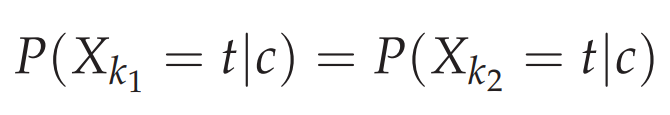 P(X_{k_1} = t|c) = P(X_{k_2} = t|c)